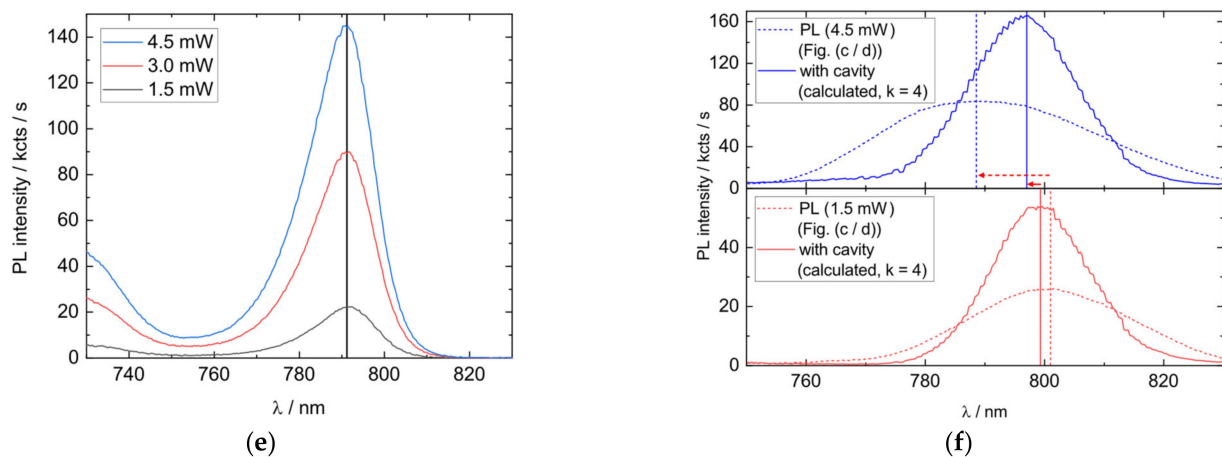 140
120
100
80
60
40
20
0
PL intensity / kcts / s
4.5 mW
3.0 mW
1.5 mW
740
760
780
800
820
λ / nm
(e)
160
120
80
40
0
PL intensity / kcts / s
PL (4.5 mW)
(Fig. (c / d))
with cavity
(calculated, k = 4)
40
20
0
PL (1.5 mW)
(Fig. (c / d))
with cavity
(calculated, k = 4)
760
780
800
820
λ / nm
(f)